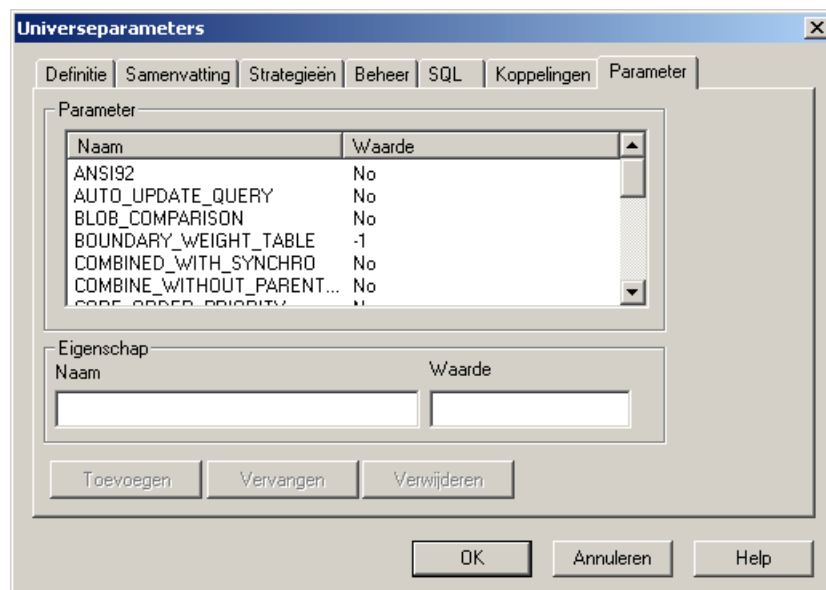 Universeparameters
Definitie Samenvatting Strategieën Beheer SQL Koppelingen Parameter
Parameter
Naam Waarde
ANSI92 No
AUTO_UPDATE_QUERY No
BLOB_COMPARISON No
BOUNDARY_WEIGHT_TABLE -1
COMBINED_WITH_SYNCHRO No
COMBINE_WITHOUT_PARENT... No
Eigenschap
Naam Waarde
Toevoegen Vervangen Verwijderen
OK Annuleren Help